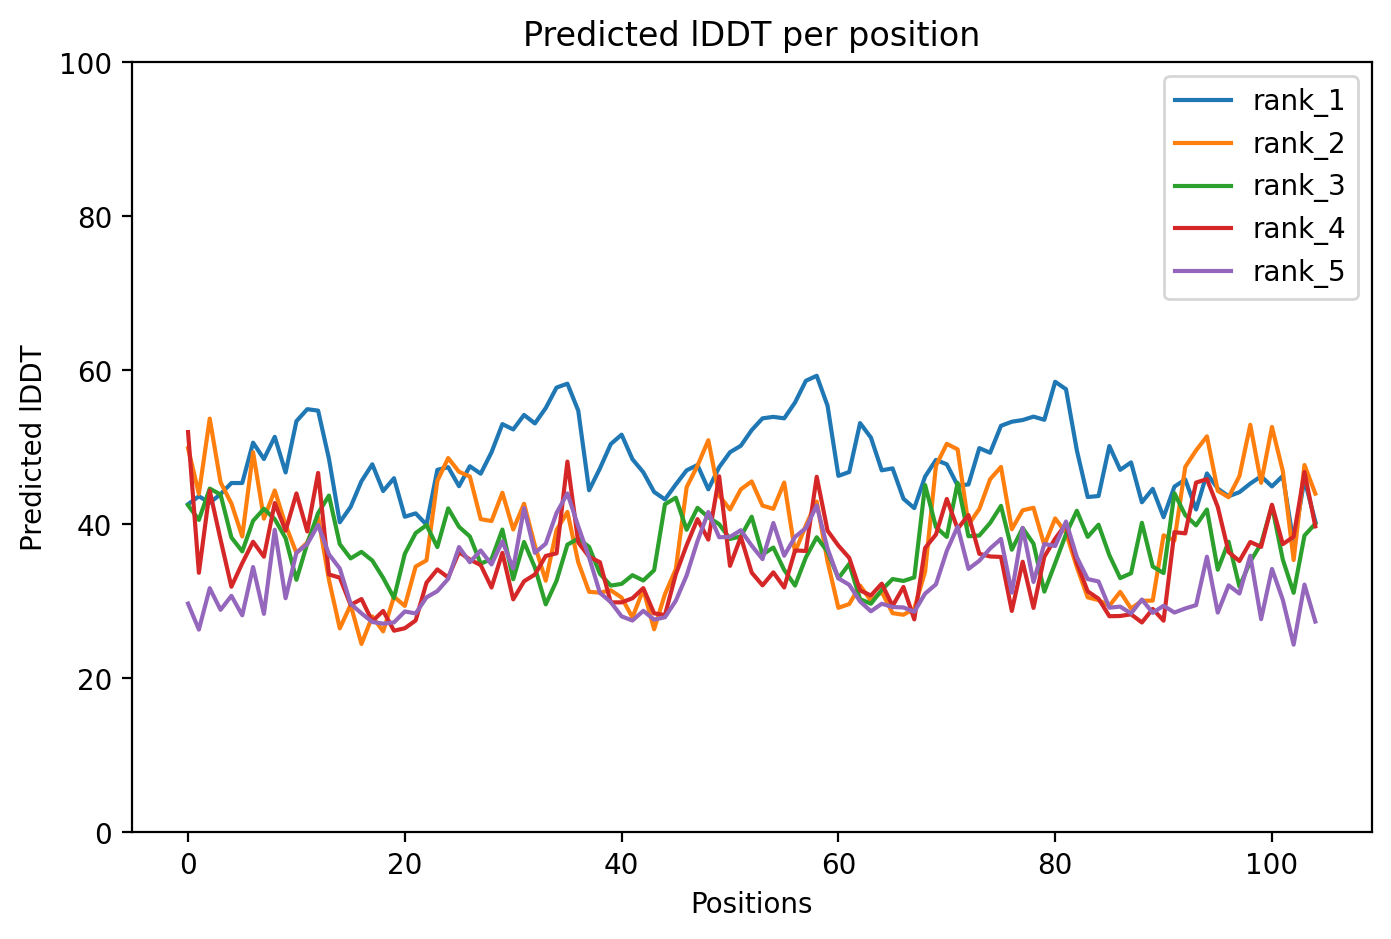 Predicted lDDT per position
100
80
60
40
20
0
Predicted lDDT
0 20 40 60 80 100
Positions
rank_1
rank_2
rank_3
rank_4
rank_5